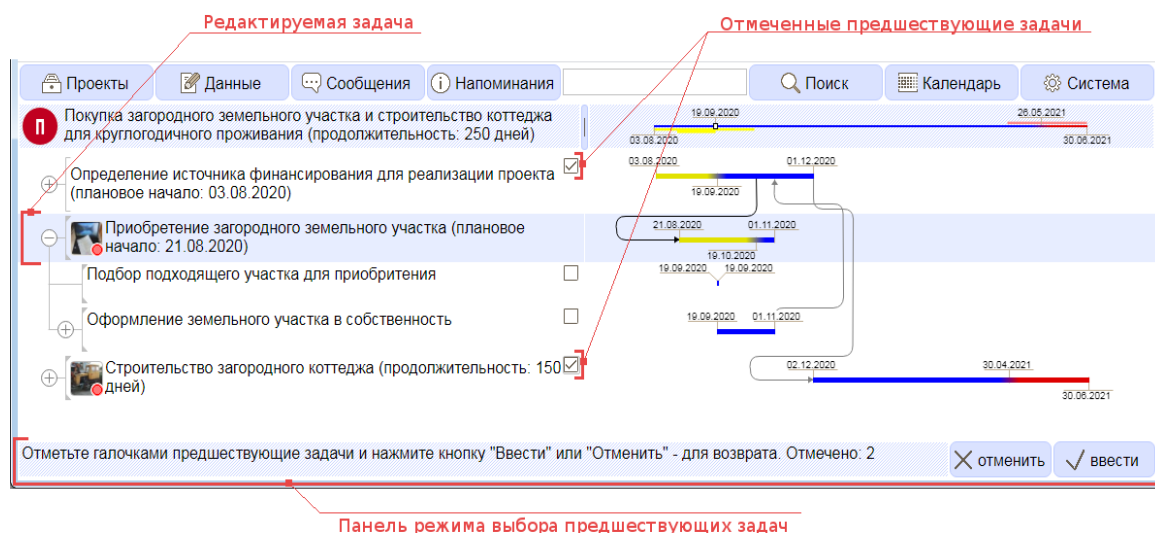 Редактируемая задача
Отмеченные предшествующие задачи
Проекты Данные Сообщения Напоминания Поиск Календарь Система
П
Покупка загородного земельного участка и строительство коттеджа
для круглогодичного проживания (продолжительность: 250 дней)
19.09.2020 26.05.2021
03.08.2020 30.06.2021
Определение источника финансирования для реализации проекта
(плановое начало: 03.08.2020)
03.08.2020 01.12.2020
19.09.2020
Приобретение загородного земельного участка (плановое
начало: 21.08.2020)
21.08.2020 01.11.2020
19.10.2020
Подбор подходящего участка для приобритения
19.09.2020 19.09.2020
Оформление земельного участка в собственность
19.09.2020 01.11.2020
Строительство загородного коттеджа (продолжительность: 150
дней)
02.12.2020 30.04.2021
30.06.2021
Отметьте галочками предшествующие задачи и нажмите кнопку "Ввести" или "Отменить" - для возврата. Отмечено: 2
отменить ввести
Панель режима выбора предшествующих задач